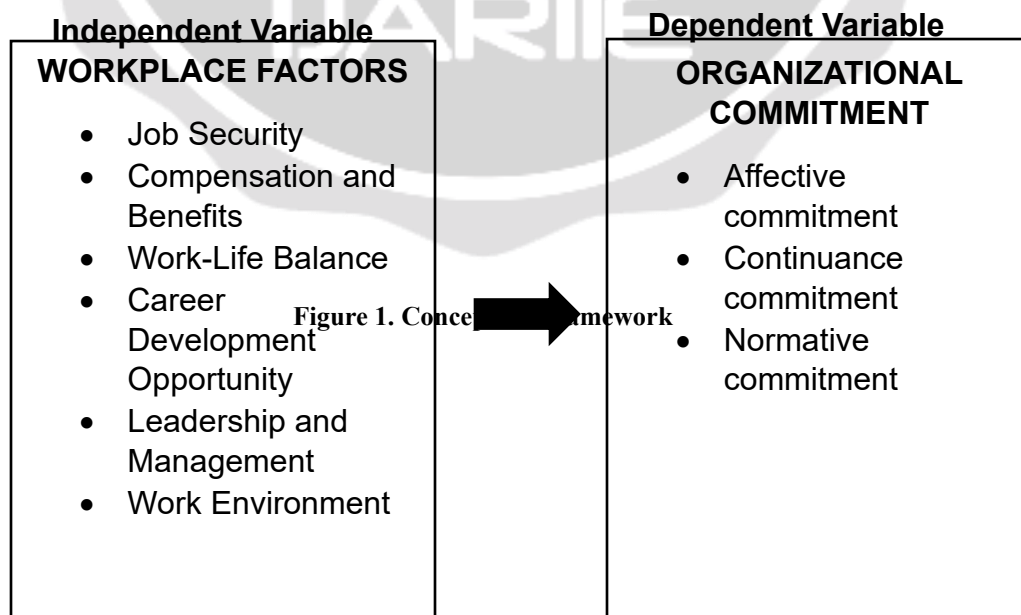 Independent Variable
WORKPLACE FACTORS
• Job Security
• Compensation and
Benefits
• Work-Life Balance
• Career
Development
Opportunity
• Leadership and
Management
• Work Environment
Figure 1. Conce mework
Dependent Variable
ORGANIZATIONAL
COMMITMENT
• Affective
commitment
• Continuance
commitment
• Normative
commitment